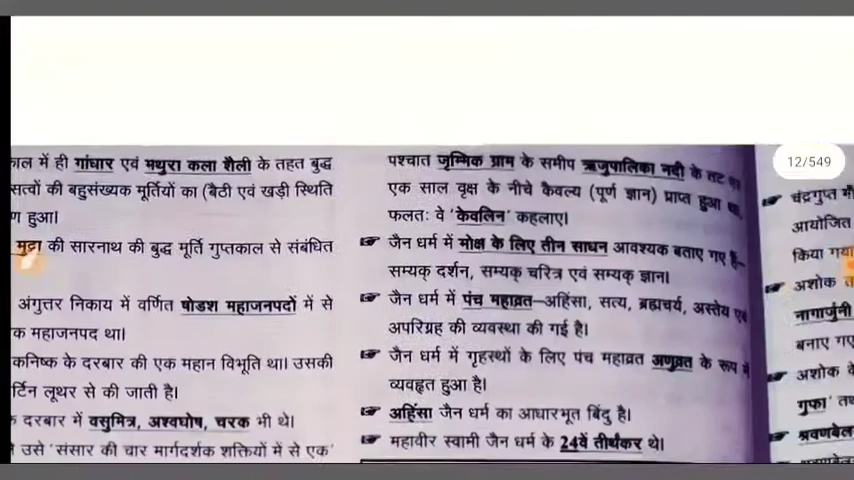 12/549
ाल में ही गांधार एवं मथुरा कला शैली के तहत बुद्ध
सत्वों की बहुसंख्यक मूर्तियों का (बैठी एवं खड़ी स्थिति
ण हुआ।
मुद्रा की सारनाथ की बुद्ध मूर्ति गुप्तकाल से संबंधित
अंगुत्तर निकाय में वर्णित षोडश महाजनपदों में से
क महाजनपद था।
कनिष्क के दरबार की एक महान विभूति था। उसकी
र्टिन लूथर से की जाती है।
दरबार में वसुमित्र, अश्वघोष, चरक भी थे।
उसे 'संसार की चार मार्गदर्शक शक्तियों में से एक'
पश्चात जृम्भिक ग्राम के समीप ऋजुपालिका नदी के तट
एक साल वृक्ष के नीचे कैवल्य (पूर्ण ज्ञान) प्राप्त हुआ था,
फलतः वे 'केवलिन' कहलाए।
जैन धर्म में मोक्ष के लिए तीन साधन आवश्यक बताए गए हैं–
सम्यक् दर्शन, सम्यक् चरित्र एवं सम्यक् ज्ञान।
जैन धर्म में पंच महाव्रत–अहिंसा, सत्य, ब्रह्मचर्य, अस्तेय एवं
अपरिग्रह की व्यवस्था की गई है।
जैन धर्म में गृहस्थों के लिए पंच महाव्रत अणुव्रत के रूप में
व्यवहृत हुआ है।
अहिंसा जैन धर्म का आधारभूत बिंदु है।
महावीर स्वामी जैन धर्म के 24वें तीर्थंकर थे।
चंद्रगुप्त मौ
आयोजित
किया गया
अशोक त
नागार्जुनी
बनाए गए
अशोक के
गुफा' तथ
श्रवणबेल